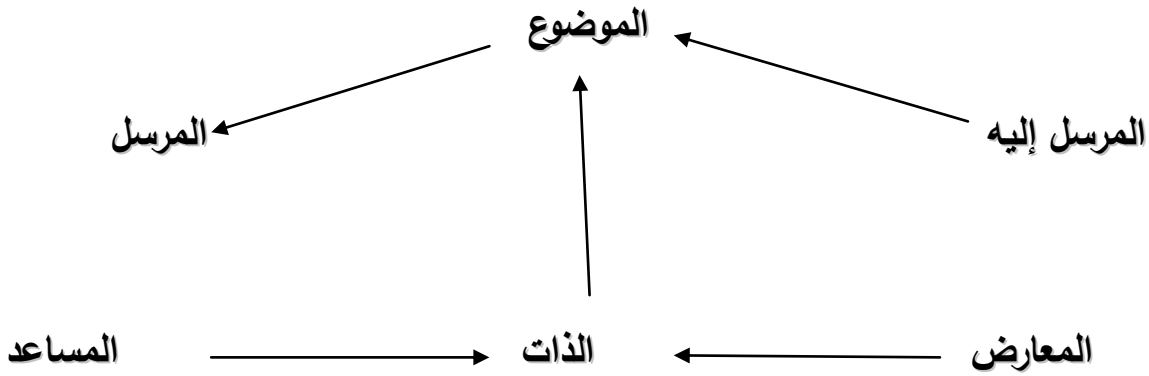 الموضوع
المرسل إليه
المرسل
المعارض
الذات
المساعد